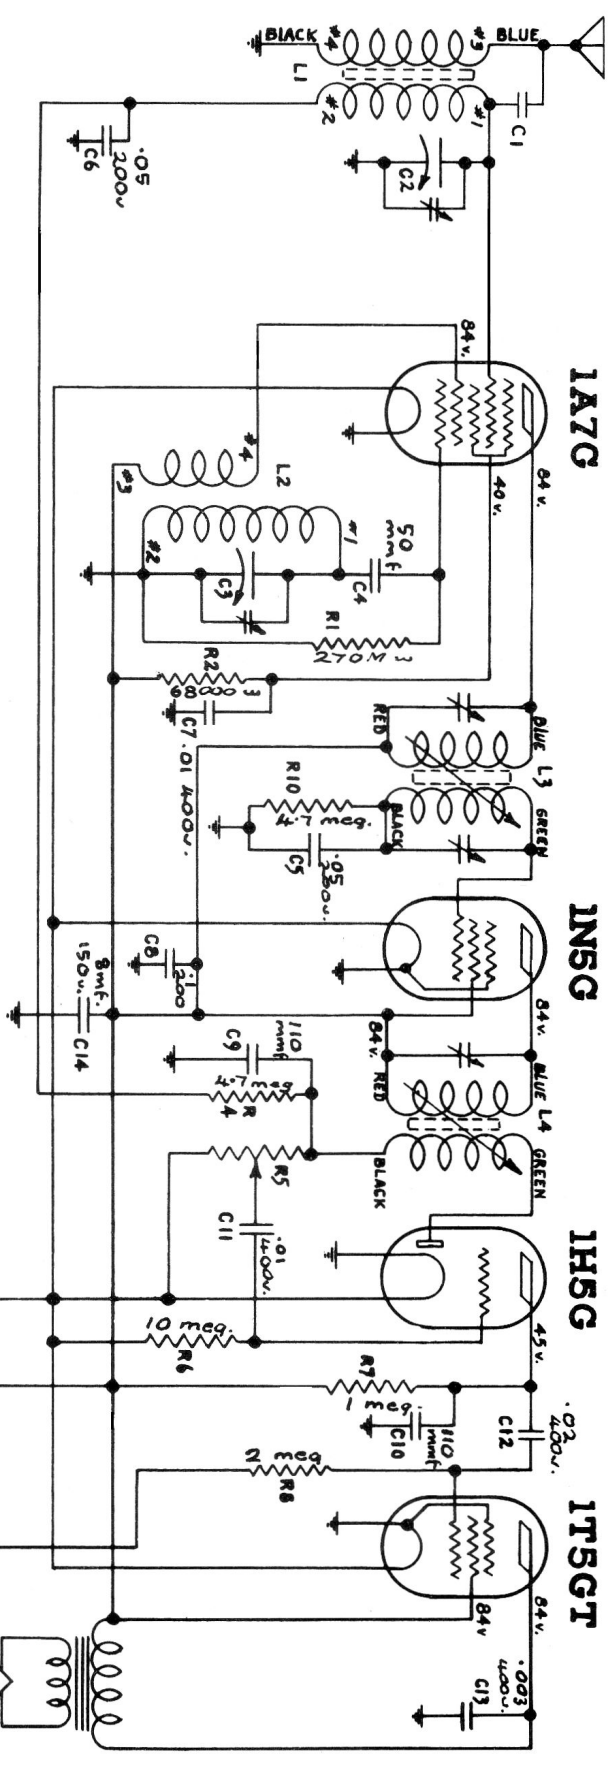 BLACK
#4
#3
BLUE
L1
#2
#1
C1
C6
.05
200v
C2
1A7G
84v.
84v.
40v.
#4
#3
L2
#1
#2
C3
C4
50
mmf
R1
270M ω
R2
68000 ω
C7
.01 400v.
RED
BLUE
L3
BLACK
GREEN
R10
4.7 meg.
C5
.05
200v.
1N5G
84v.
84v.
C8
.1
200
8mf.
150v.
C14
RED
BLUE
L4
BLACK
GREEN
C9
110
mmf
R
4
4.7 meg
R5
C11
.01
400v.
1H5G
45v.
10 meg.
R6
R7
1 meg.
C10
110
mmf
C12
.02
400v.
2 meg
R8
1T5GT
84v.
84v
C13
.003
400v.